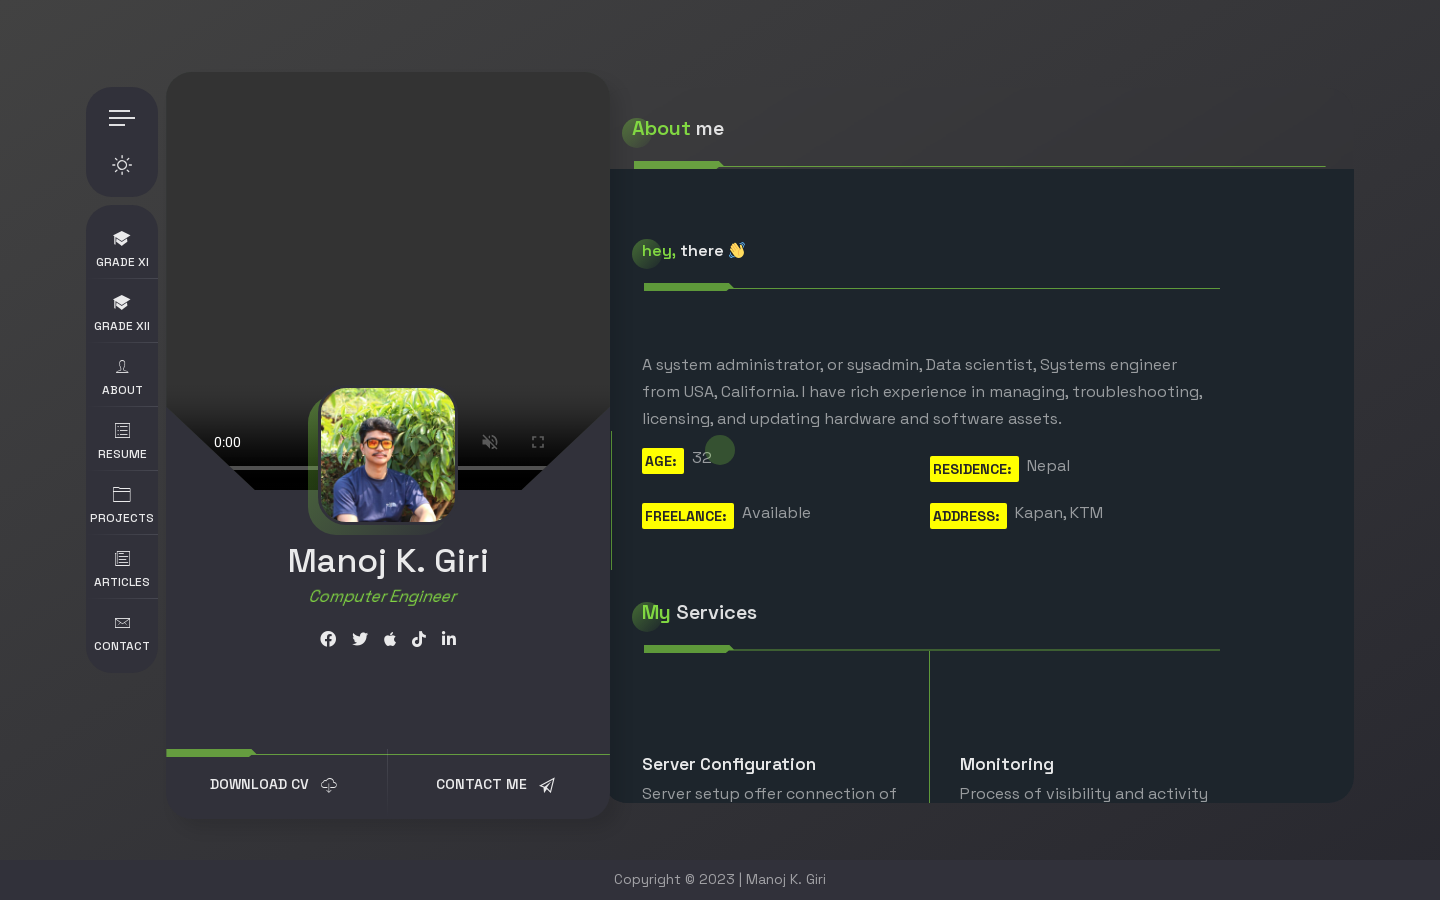 GRADE XI
GRADE XII
ABOUT
RESUME
PROJECTS
ARTICLES
CONTACT
0:00
Manoj K. Giri
Computer Engineer
DOWNLOAD CV
CONTACT ME
About me
hey, there 👋
A system administrator, or sysadmin, Data scientist, Systems engineer
from USA, California. I have rich experience in managing, troubleshooting,
licensing, and updating hardware and software assets.
AGE: 32
RESIDENCE: Nepal
FREELANCE: Available
ADDRESS: Kapan, KTM
My Services
Server Configuration
Server setup offer connection of
Monitoring
Process of visibility and activity
Copyright © 2023 | Manoj K. Giri